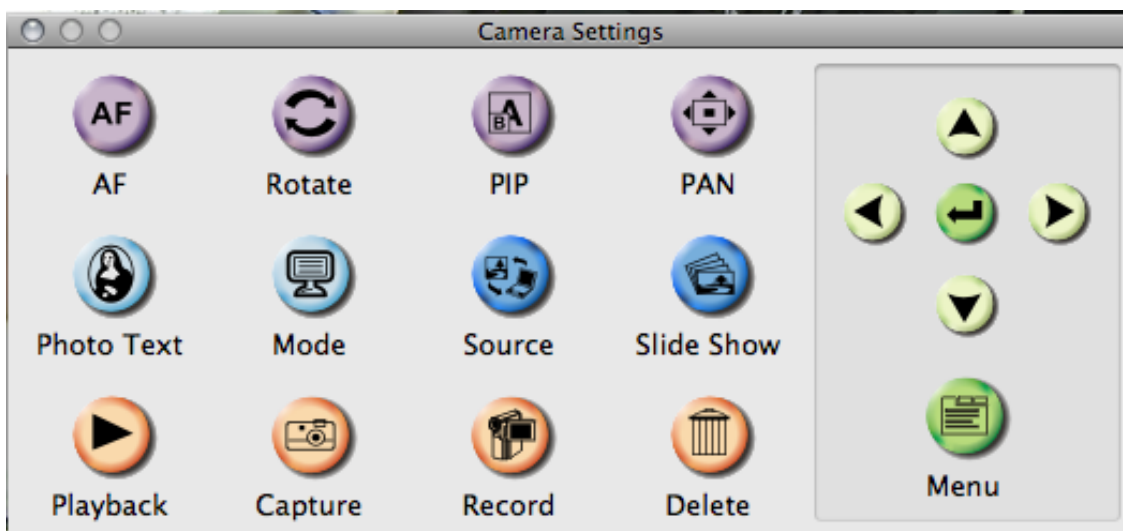 Camera Settings
AF
A
B
AF Rotate PIP PAN
Photo Text Mode Source Slide Show
Playback Capture Record Delete
Menu